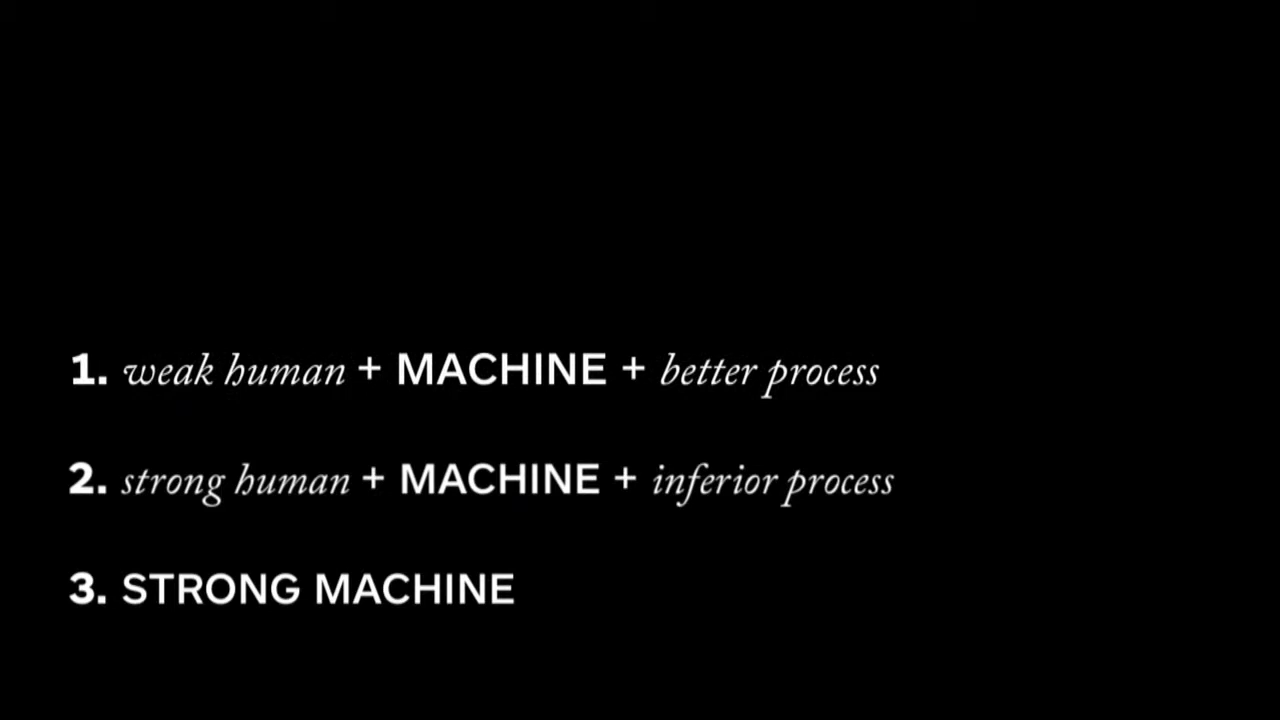 1. weak human + MACHINE + better process
2. strong human + MACHINE + inferior process
3. STRONG MACHINE